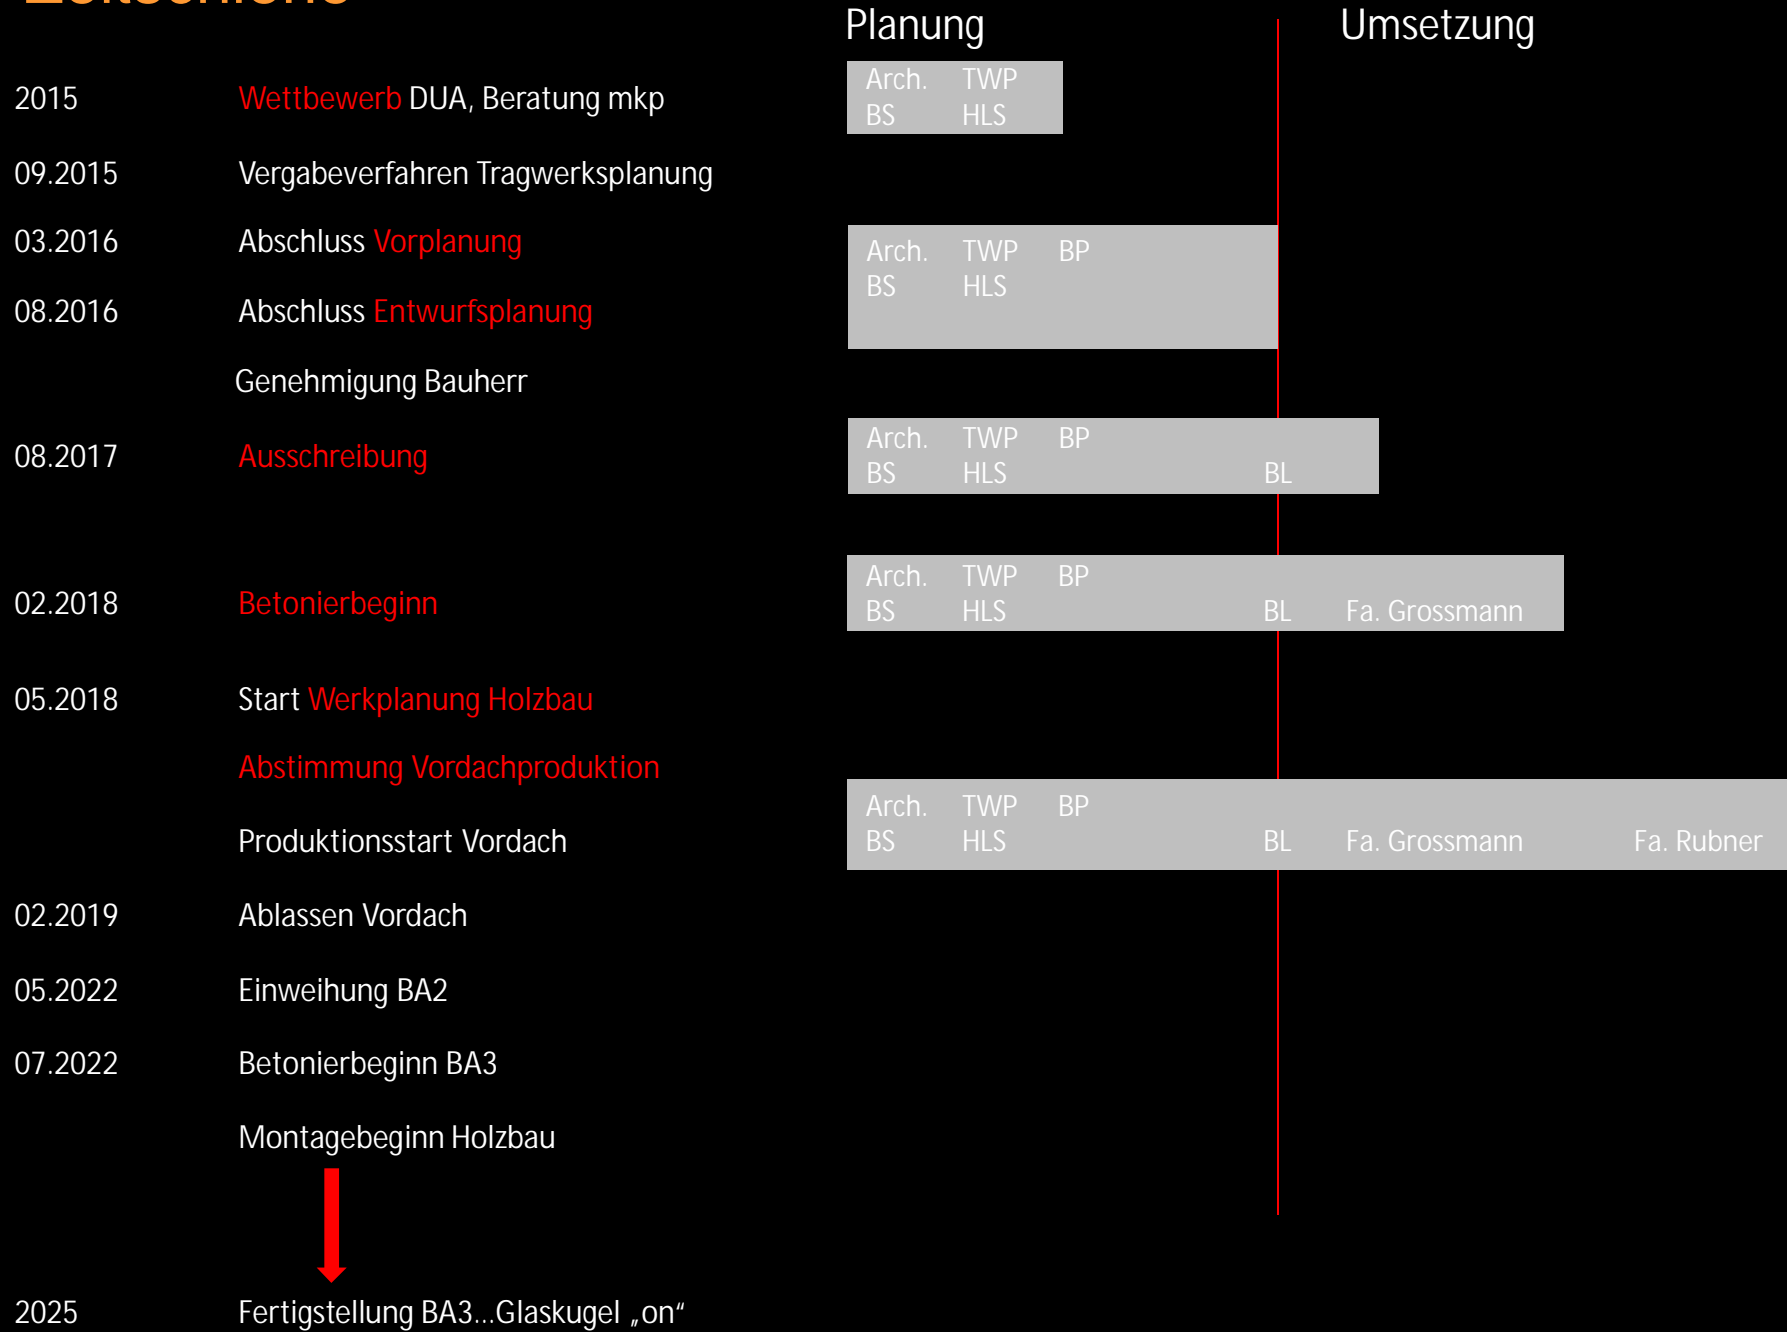 Planung Umsetzung
2015 Wettbewerb DUA, Beratung mkp
Arch. TWP
BS HLS
09.2015 Vergabeverfahren Tragwerksplanung
03.2016 Abschluss Vorplanung
Arch. TWP BP
BS HLS
08.2016 Abschluss Entwurfsplanung
Genehmigung Bauherr
08.2017 Ausschreibung
Arch. TWP BP
BS HLS BL
02.2018 Betonierbeginn
Arch. TWP BP
BS HLS BL Fa. Grossmann
05.2018 Start Werkplanung Holzbau
Abstimmung Vordachproduktion
Arch. TWP BP
Produktionsstart Vordach
BS HLS BL Fa. Grossmann Fa. Rubner
02.2019 Ablassen Vordach
05.2022 Einweihung BA2
07.2022 Betonierbeginn BA3
Montagebeginn Holzbau
2025 Fertigstellung BA3...Glaskugel „on“